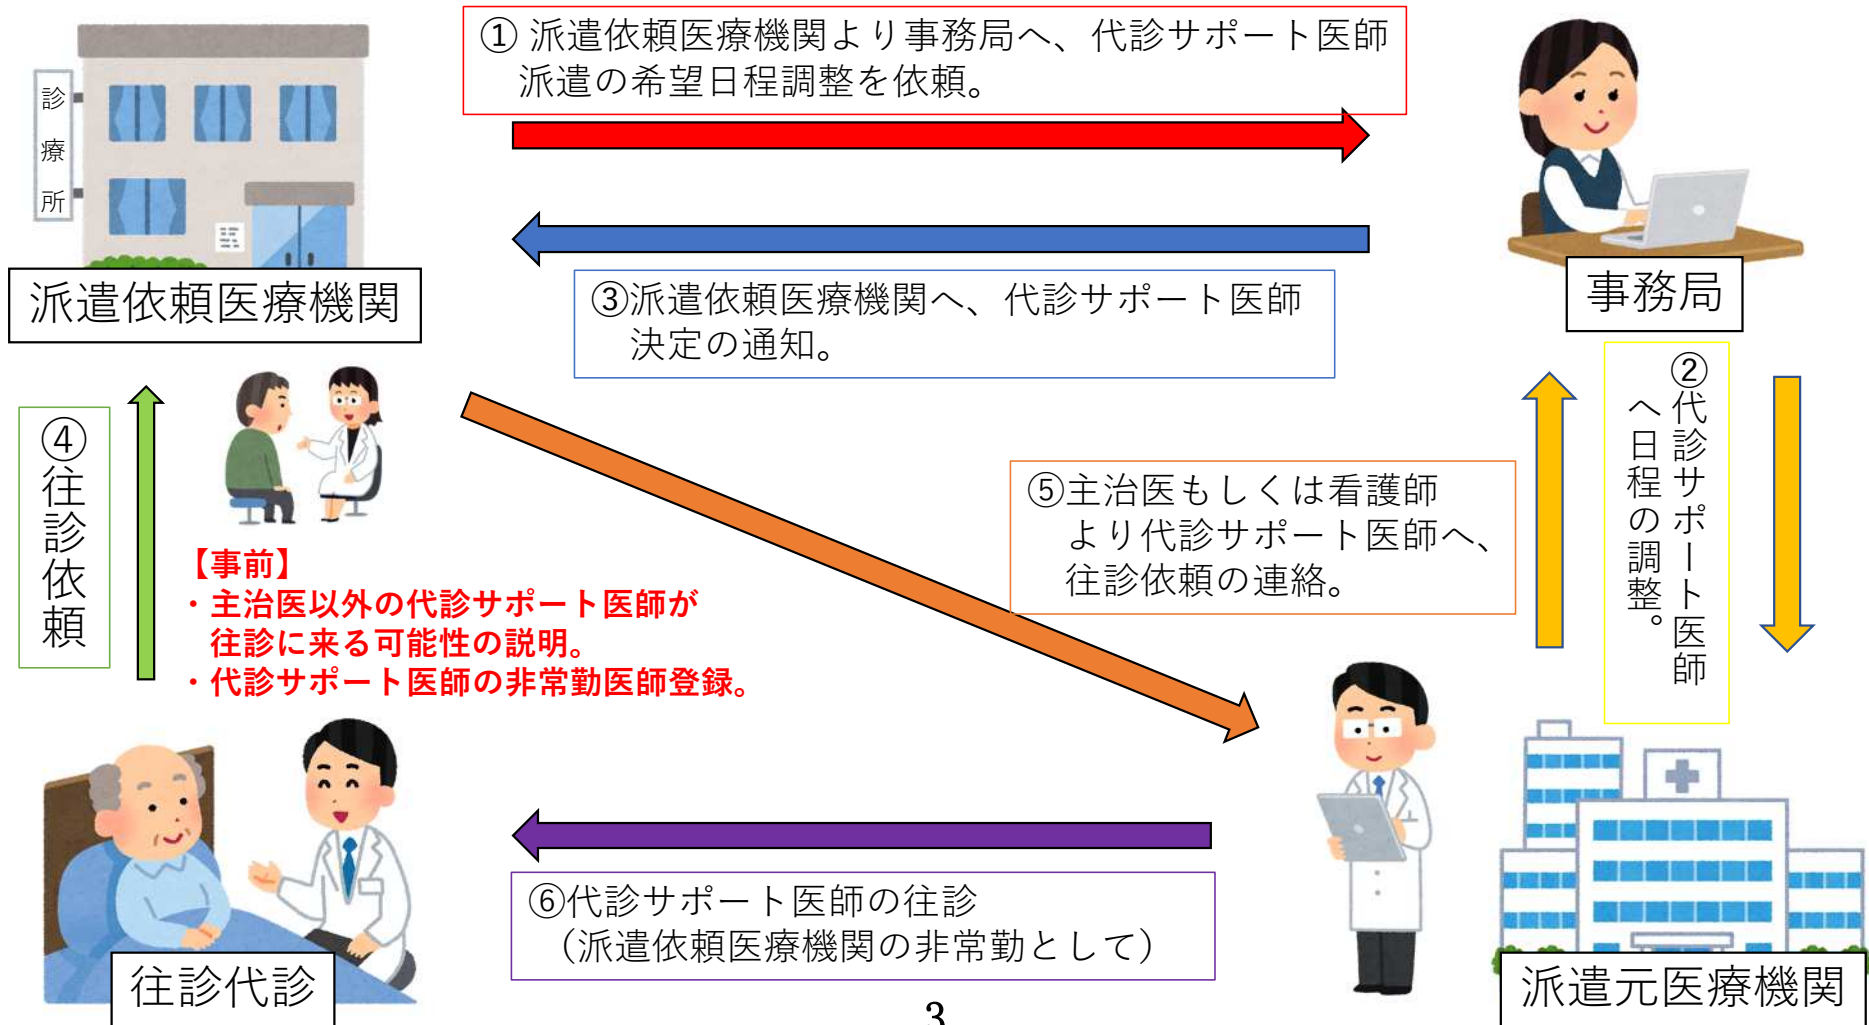 ① 派遣依頼医療機関より事務局へ、代診サポート医師
派遣の希望日程調整を依頼。
診療所
派遣依頼医療機関
事務局
③派遣依頼医療機関へ、代診サポート医師
決定の通知。
②代診サポート医師
へ日程の調整。
④往診依頼
⑤主治医もしくは看護師
より代診サポート医師へ、
往診依頼の連絡。
【事前】
・主治医以外の代診サポート医師が
往診に来る可能性の説明。
・代診サポート医師の非常勤医師登録。
⑥代診サポート医師の往診
（派遣依頼医療機関の非常勤として）
往診代診
派遣元医療機関
3